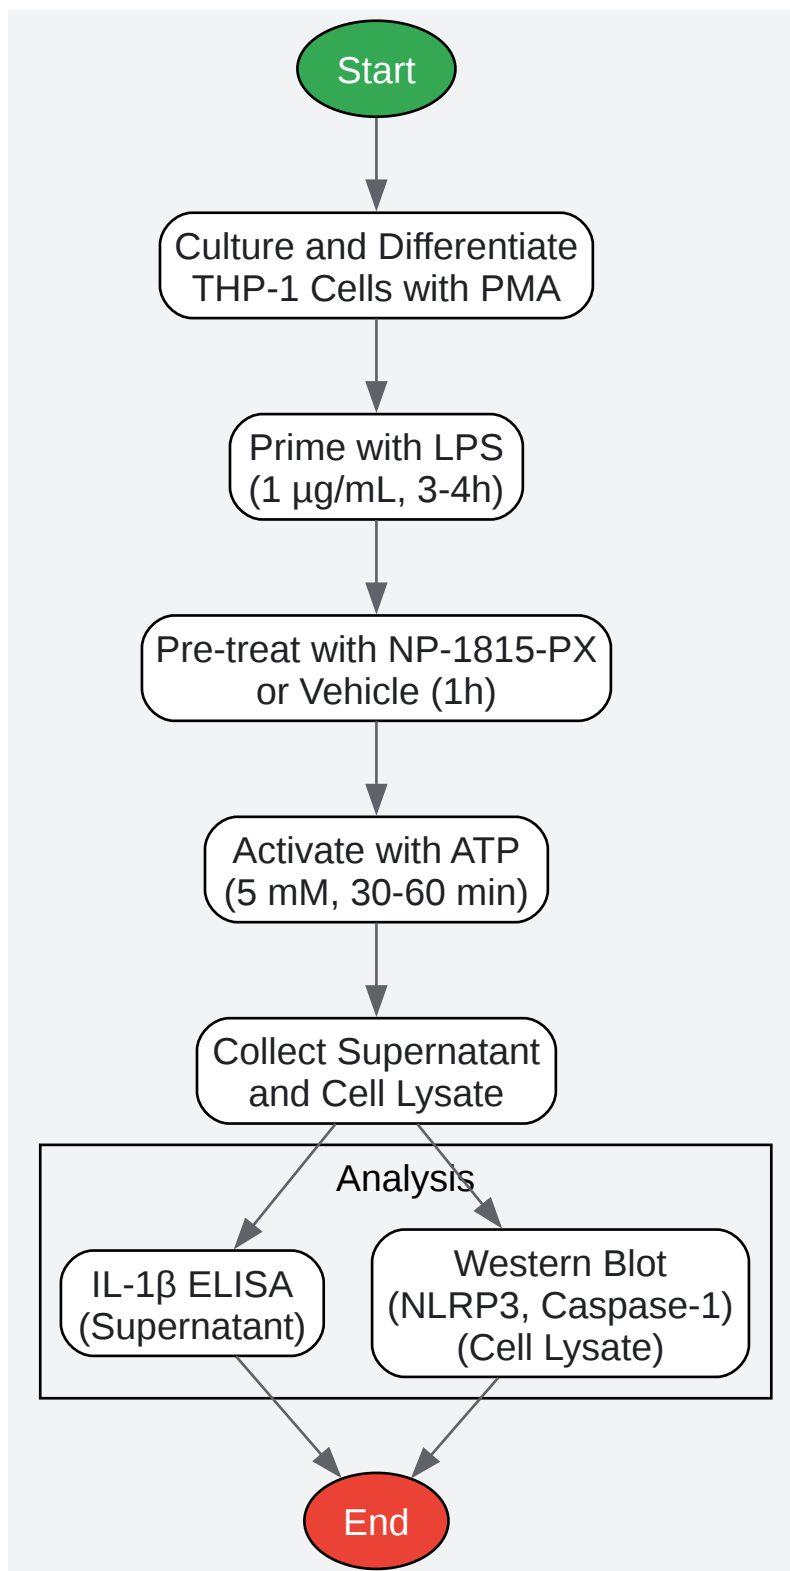 Start
Culture and Differentiate
THP-1 Cells with PMA
Prime with LPS
(1 µg/mL, 3-4h)
Pre-treat with NP-1815-PX
or Vehicle (1h)
Activate with ATP
(5 mM, 30-60 min)
Collect Supernatant
and Cell Lysate
Analysis
IL-1β ELISA
(Supernatant)
Western Blot
(NLRP3, Caspase-1)
(Cell Lysate)
End